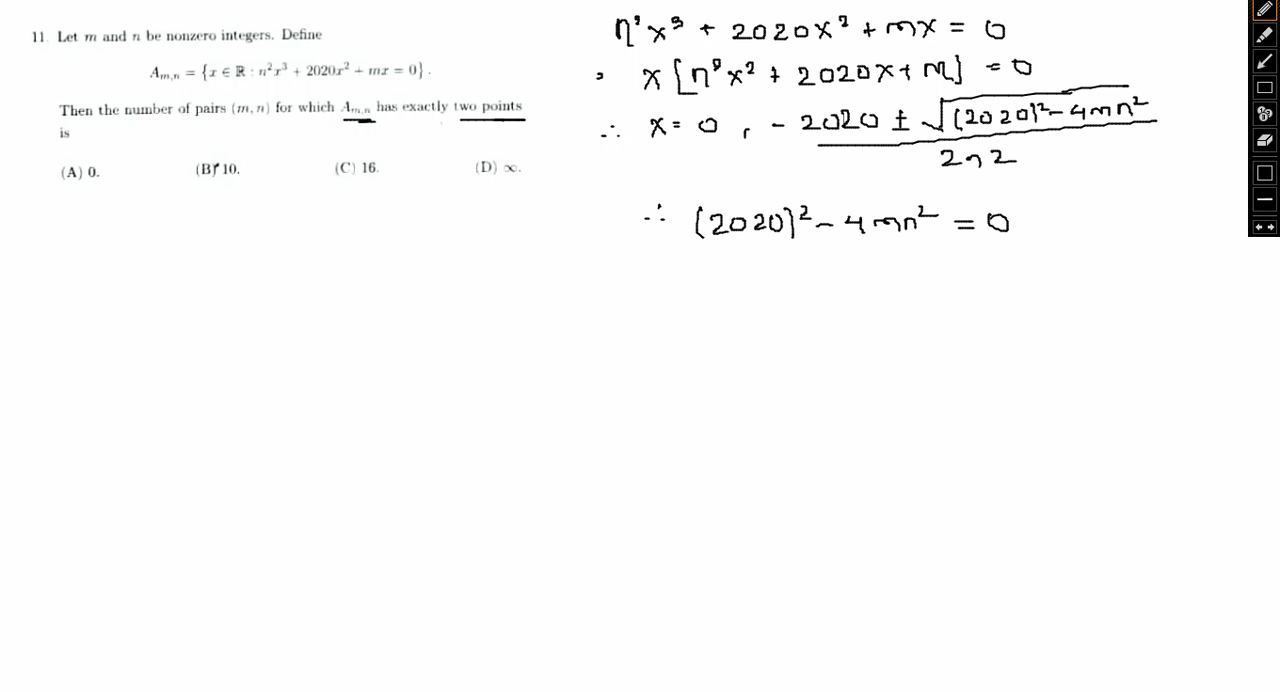 11. Let m and n be nonzero integers. Define
A_{m,n} = {x ∈ ℝ : n²x³ + 2020x² + mx = 0} .
Then the number of pairs (m, n) for which A_{m,n} has exactly two points
is
(A) 0. (B) 10. (C) 16. (D) ∞.
n²x³ + 2020x² + mx = 0
x [n²x² + 2020x + m] = 0
∴ x = 0 , - 2020 ± √(2020)² - 4mn²
2n2
∴ (2020)² - 4mn² = 0